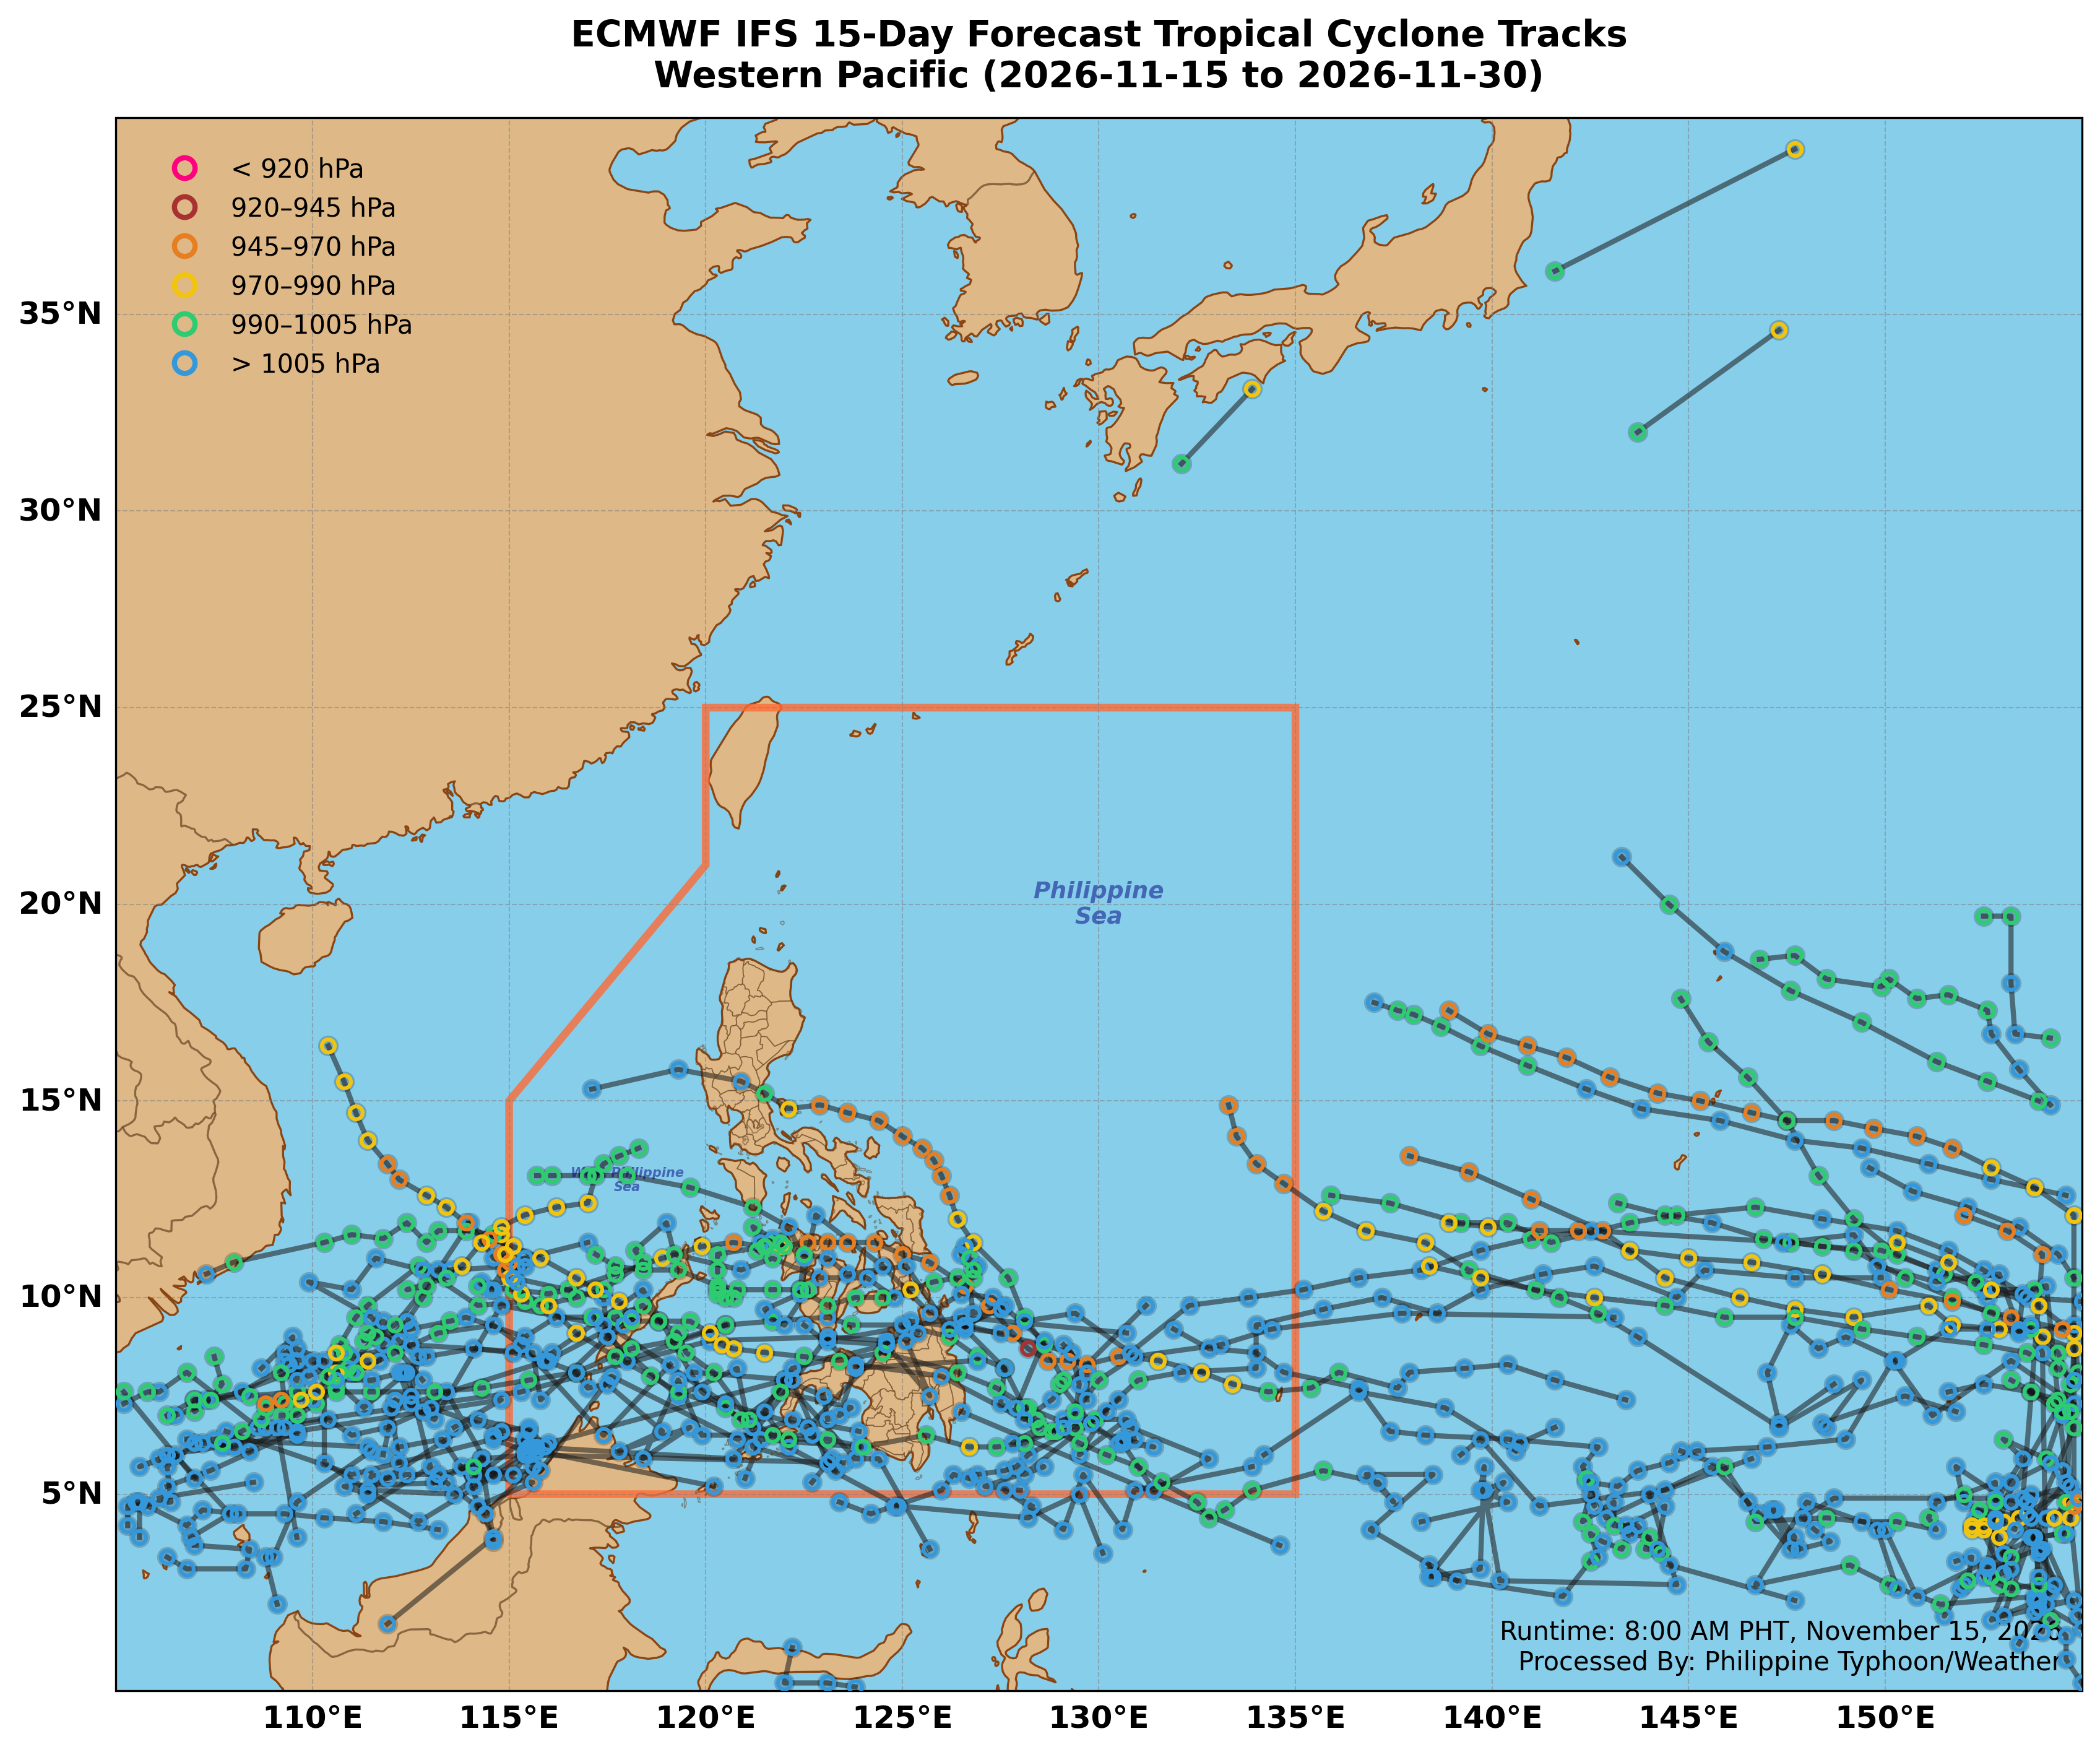 ECMWF IFS 15-Day Forecast Tropical Cyclone Tracks
Western Pacific (2026-11-15 to 2026-11-30)
< 920 hPa
920–945 hPa
945–970 hPa
970–990 hPa
990–1005 hPa
> 1005 hPa
35°N
30°N
25°N
20°N
15°N
10°N
5°N
Philippine
Sea
West Philippine
Sea
Runtime: 8:00 AM PHT, November 15, 2026
Processed By: Philippine Typhoon/Weather
110°E
115°E
120°E
125°E
130°E
135°E
140°E
145°E
150°E